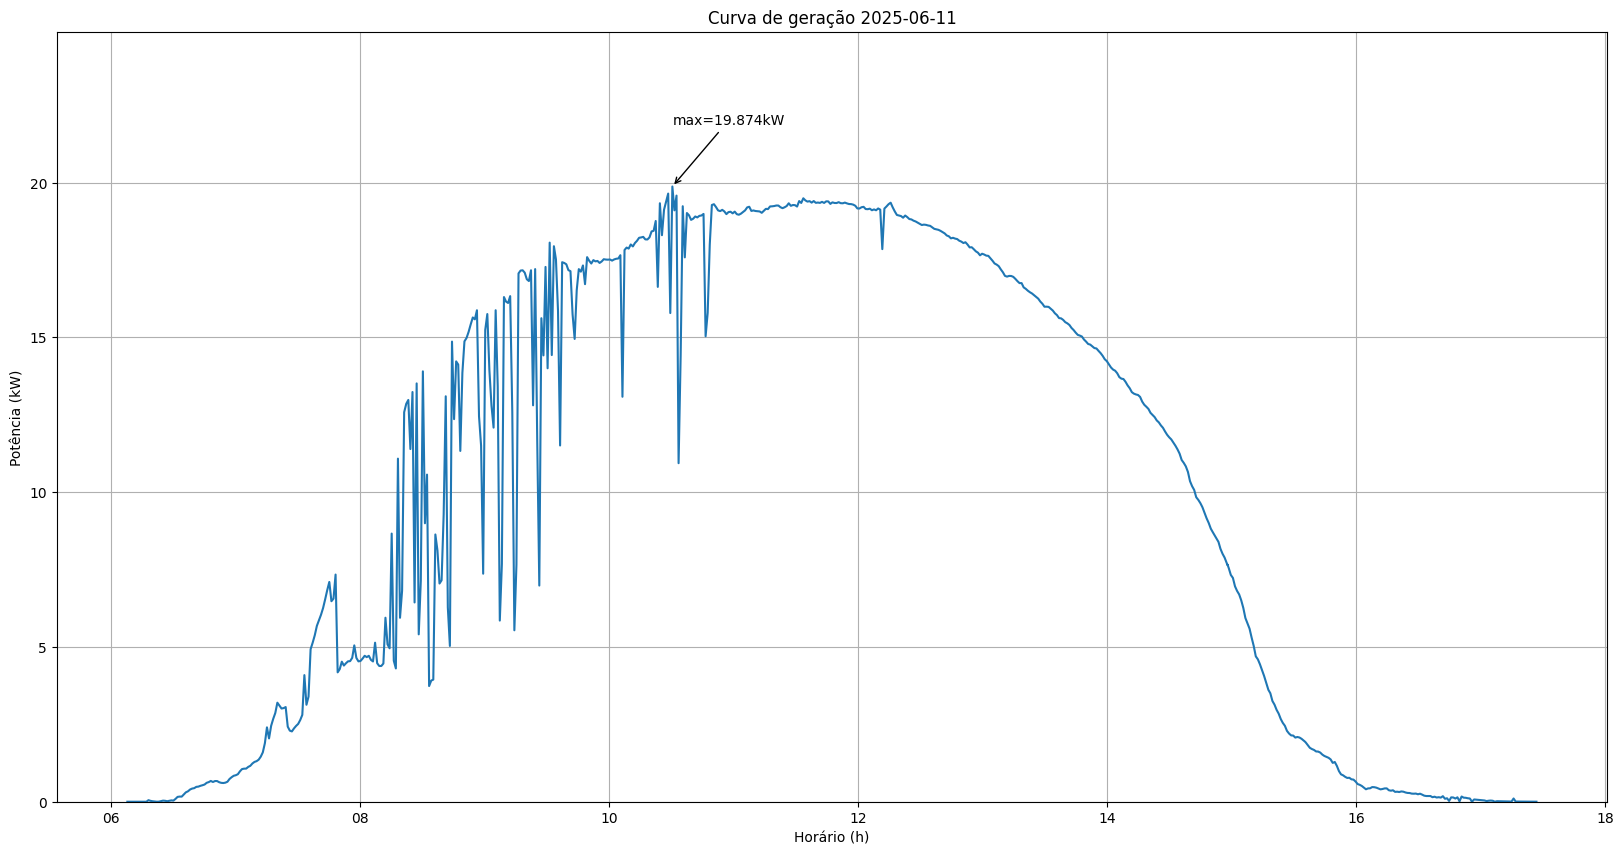 Curva de geração 2025-06-11
max=19.874kW
Potência (kW)
20
15
10
5
0
06 08 10 12 14 16 18
Horário (h)